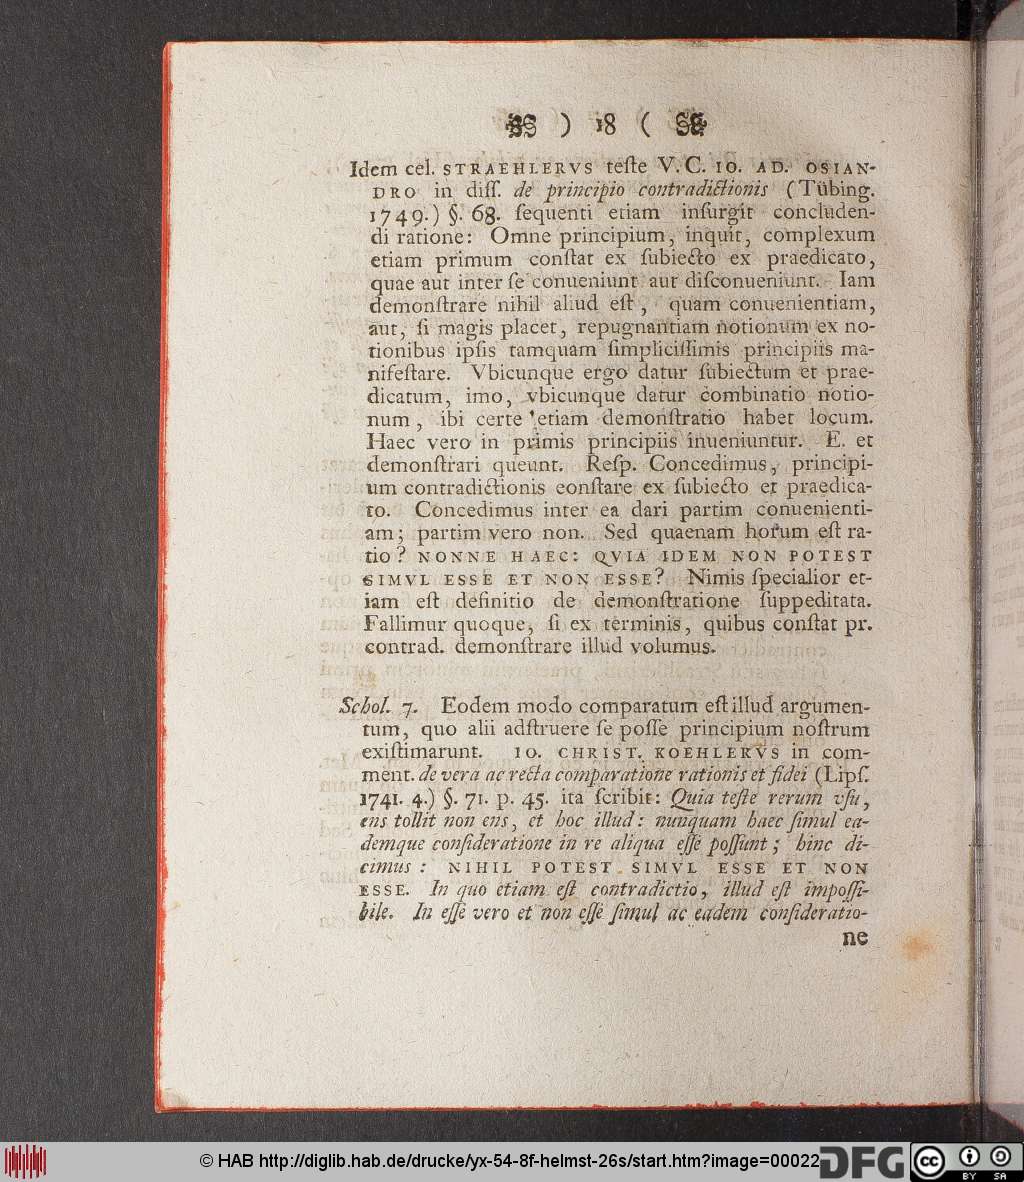 ) 18 (
Idem cel. STRAEHLERVS teſte V. C. IO. AD. OSIAN-
DRO in diſſ. de principio contradictionis (Tübing.
1749.) §. 68. ſequenti etiam inſurgit concluden-
di ratione: Omne principium, inquit, complexum
etiam primum conſtat ex ſubiecto ex praedicato,
quae aut inter ſe conueniunt aut diſconueniunt. Iam
demonſtrare nihil aliud eſt, quam conuenientiam,
aut, ſi magis placet, repugnantiam notionum ex no-
tionibus ipſis tamquam ſimpliciſſimis principiis ma-
nifeſtare. Vbicunque ergo datur ſubiectum et prae-
dicatum, imo, vbicunque datur combinatio notio-
num, ibi certe etiam demonſtratio habet locum.
Haec vero in primis principiis inueniuntur. E. et
demonſtrari queunt. Reſp. Concedimus, principi-
um contradictionis eonſtare ex ſubiecto et praedica-
to. Concedimus inter ea dari partim conuenienti-
am; partim vero non. Sed quaenam horum eſt ra-
tio? NONNE HAEC: QVIA IDEM NON POTEST
SIMVL ESSE ET NON ESSE? Nimis ſpecialior et-
iam eſt definitio de demonſtratione ſuppeditata.
Fallimur quoque, ſi ex terminis, quibus conſtat pr.
contrad. demonſtrare illud volumus.
Schol. 7. Eodem modo comparatum eſt illud argumen-
tum, quo alii adſtruere ſe poſſe principium noſtrum
exiſtimarunt. IO. CHRIST. KOEHLERVS in com-
ment. de vera ac recta comparatione rationis et fidei (Lipſ.
1741. 4.) §. 71. p. 45. ita ſcribit: Quia teſte rerum vſu,
ens tollit non ens, et hoc illud: nunquam haec ſimul ea-
demque conſideratione in re aliqua eſſe poſſunt; hinc di-
cimus: NIHIL POTEST SIMVL ESSE ET NON
ESSE. In quo etiam eſt contradictio, illud eſt impoſſi-
bile. In eſſe vero et non eſſe ſimul ac eadem conſideratio-
ne
© HAB http://diglib.hab.de/drucke/yx-54-8f-helmst-26s/start.htm?image=00022
DFG
cc BY SA